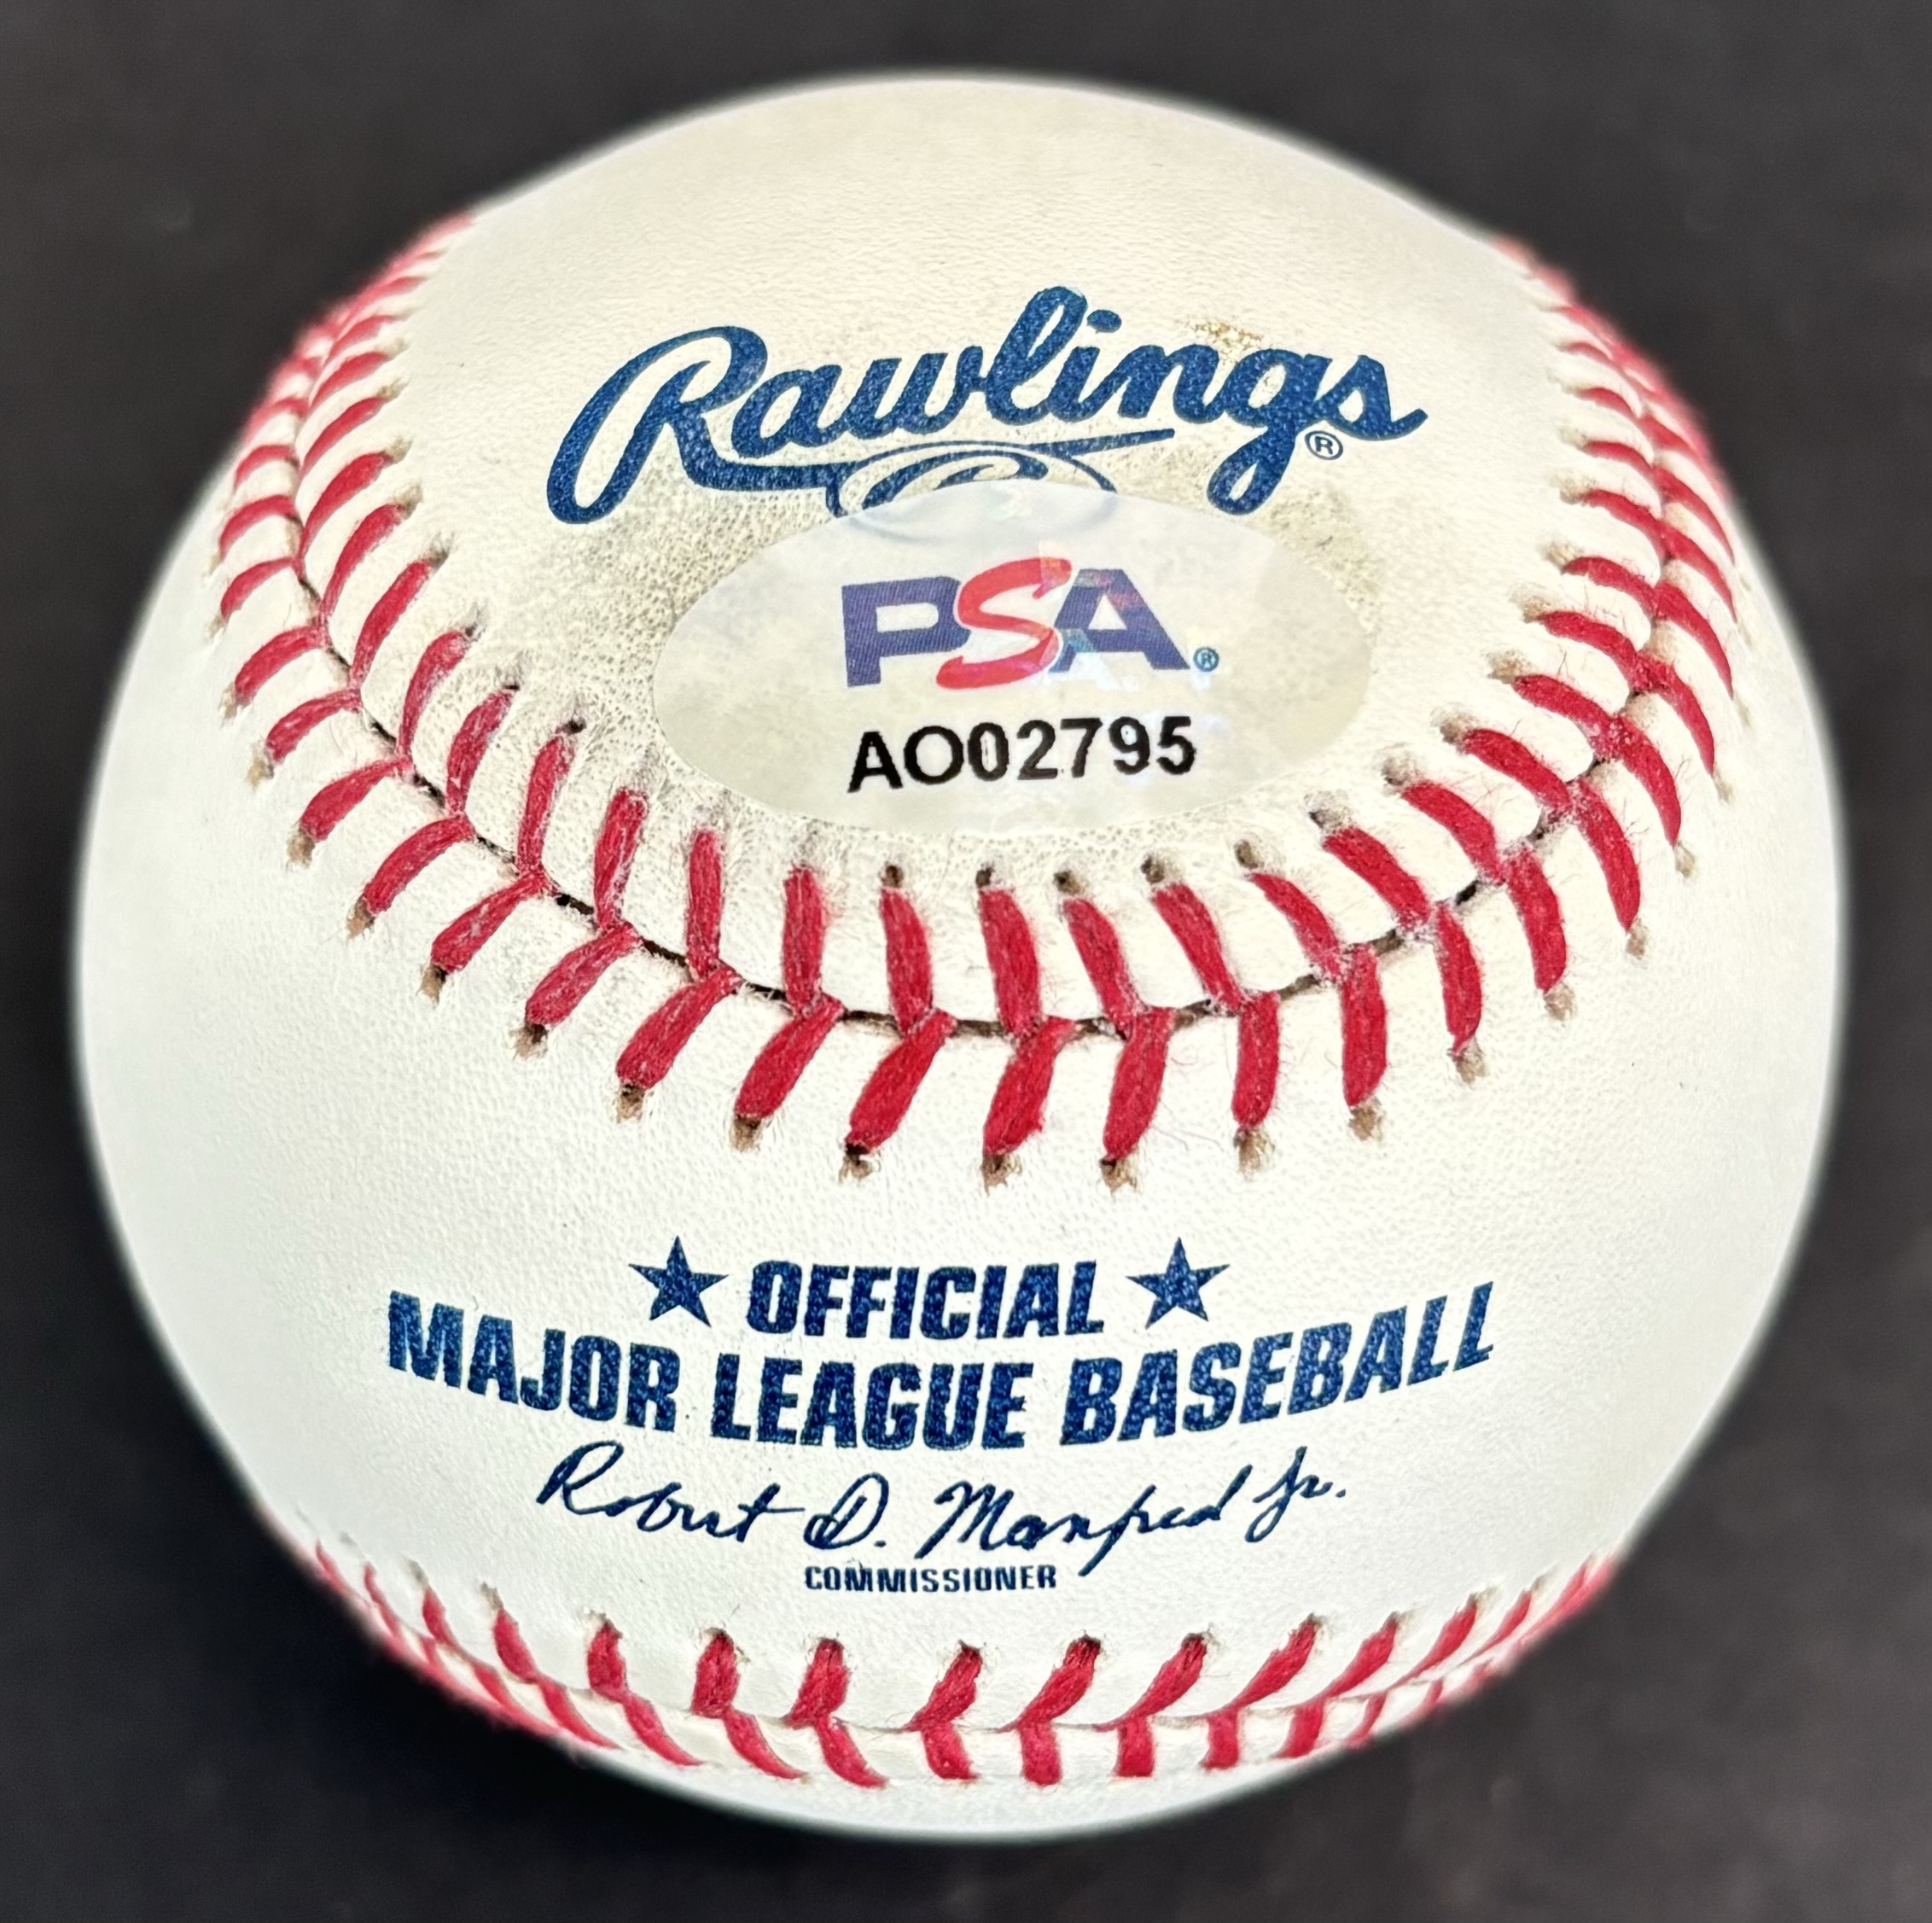 Rawlings®
PSA®
AO02795
★ OFFICIAL ★
MAJOR LEAGUE BASEBALL
Robert D. Manfred Jr.
COMMISSIONER